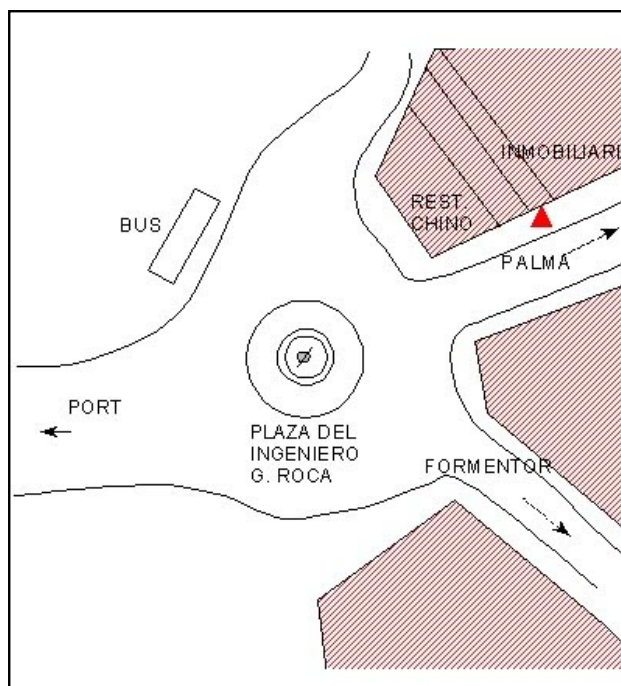 INMOBILIARI
REST.
CHINO
BUS
PALMA
PORT
PLAZA DEL
INGENIERO
G. ROCA
FORMENTOR